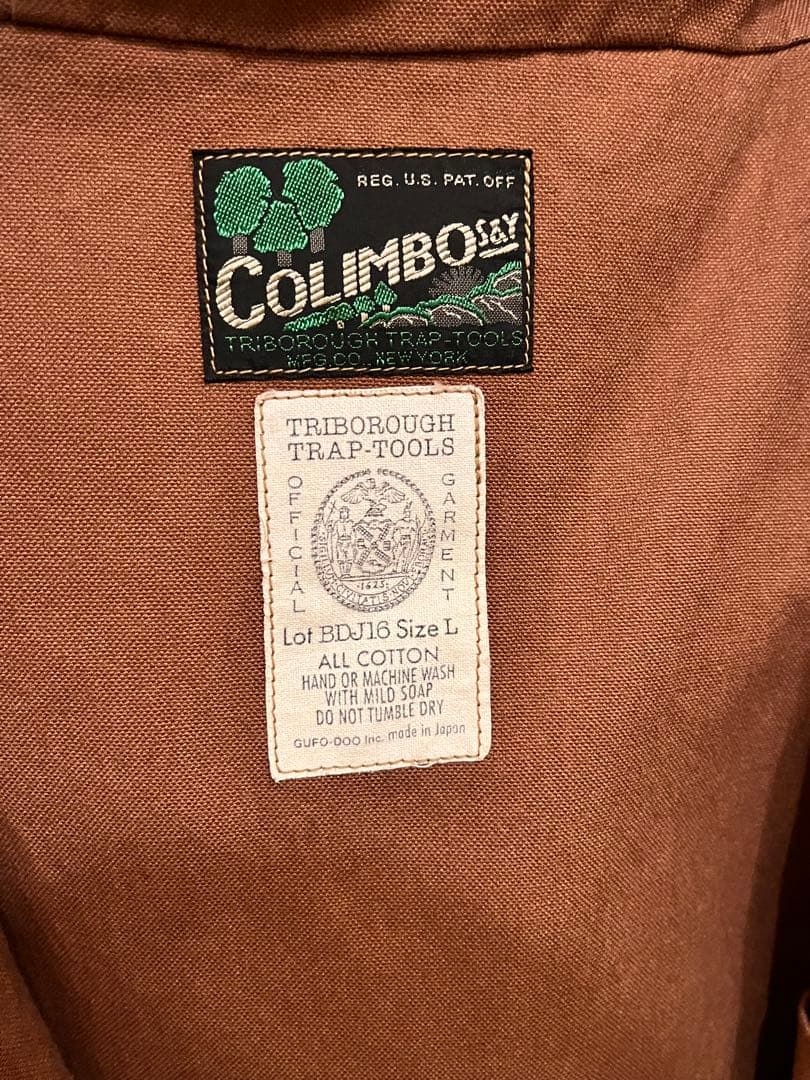 REG. U.S. PAT. OFF
COLIMBO S&Y
TRIBOROUGH TRAP-TOOLS
MFG.CO. NEW YORK
TRIBOROUGH
TRAP-TOOLS
OFFICIAL
GARMENT
·1625·
Lot BDJ16 Size L
ALL COTTON
HAND OR MACHINE WASH
WITH MILD SOAP
DO NOT TUMBLE DRY
GUFO-DOO Inc. made in Japan